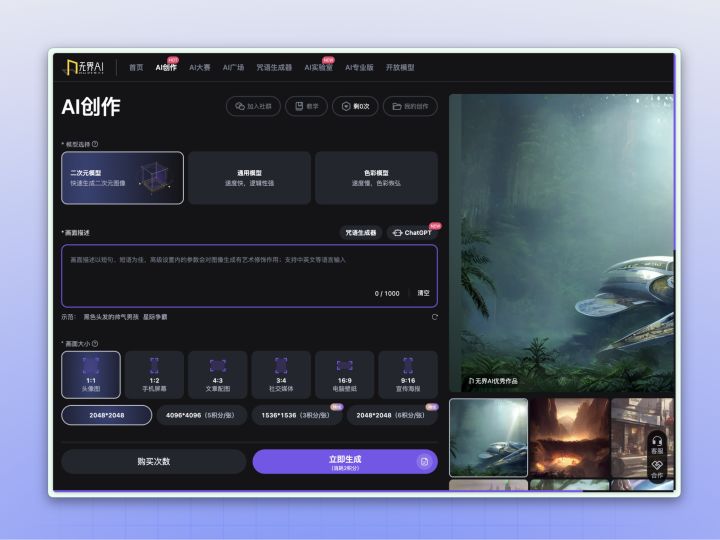 无界AI
首页
AI创作
HOT
AI大赛
AI广场
咒语生成器
AI实验室
NEW
AI专业版
开放模型
AI创作
加入社群
教学
剩0次
我的创作
* 模型选择
二次元模型
快速生成二次元图像
通用模型
速度快，逻辑性强
色彩模型
速度慢，色彩恢弘
* 画面描述
咒语生成器
ChatGPT
NEW
画面描述以短句、短语为佳，高级设置内的参数会对图像生成有艺术修饰作用；支持中英文等语言输入
0 / 1000
清空
示范： 黑色头发的帅气男孩 星际争霸
* 画面大小
1:1
头像图
1:2
手机屏幕
4:3
文章配图
3:4
社交媒体
16:9
电脑壁纸
9:16
宣传海报
2048*2048
4096*4096（5积分/张）
1536*1536（3积分/张）
2048*2048（6积分/张）
购买次数
立即生成
(消耗2积分)
无界AI优秀作品
客服
合作